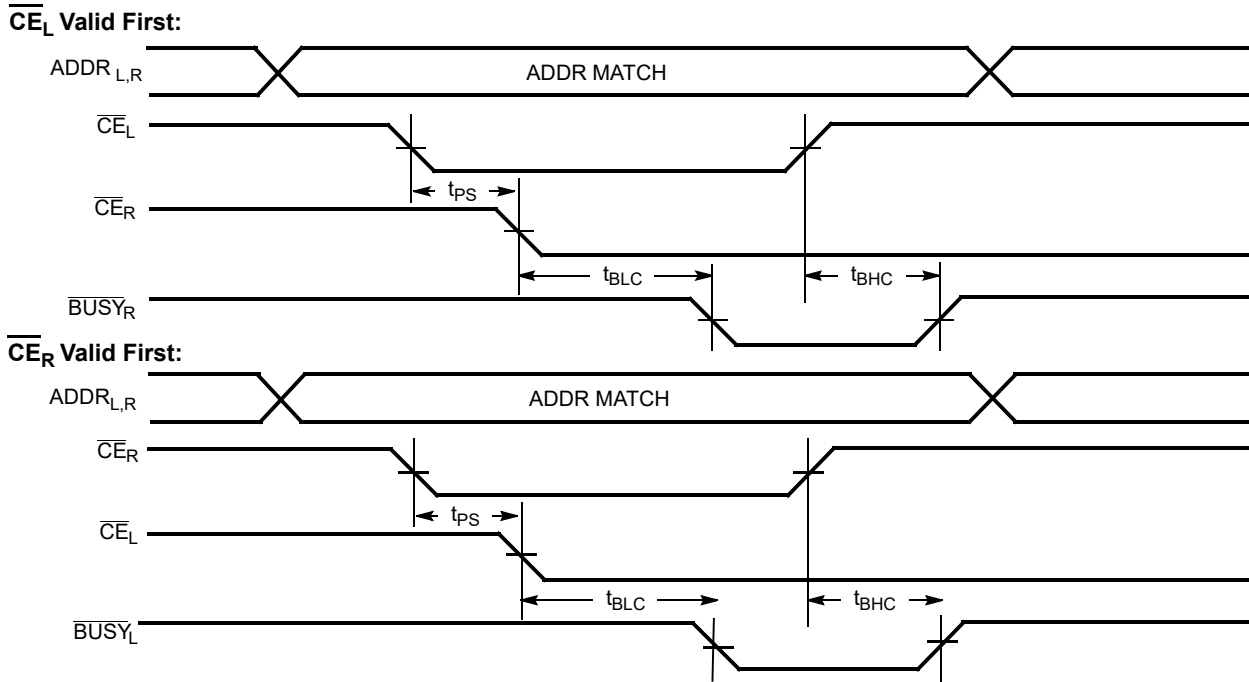 CE_L Valid First:
ADDR L,R
ADDR MATCH
CE_L
t_PS
CE_R
t_BLC
t_BHC
BUSY_R
CE_R Valid First:
ADDR_L,R
ADDR MATCH
CE_R
t_PS
CE_L
t_BLC
t_BHC
BUSY_L